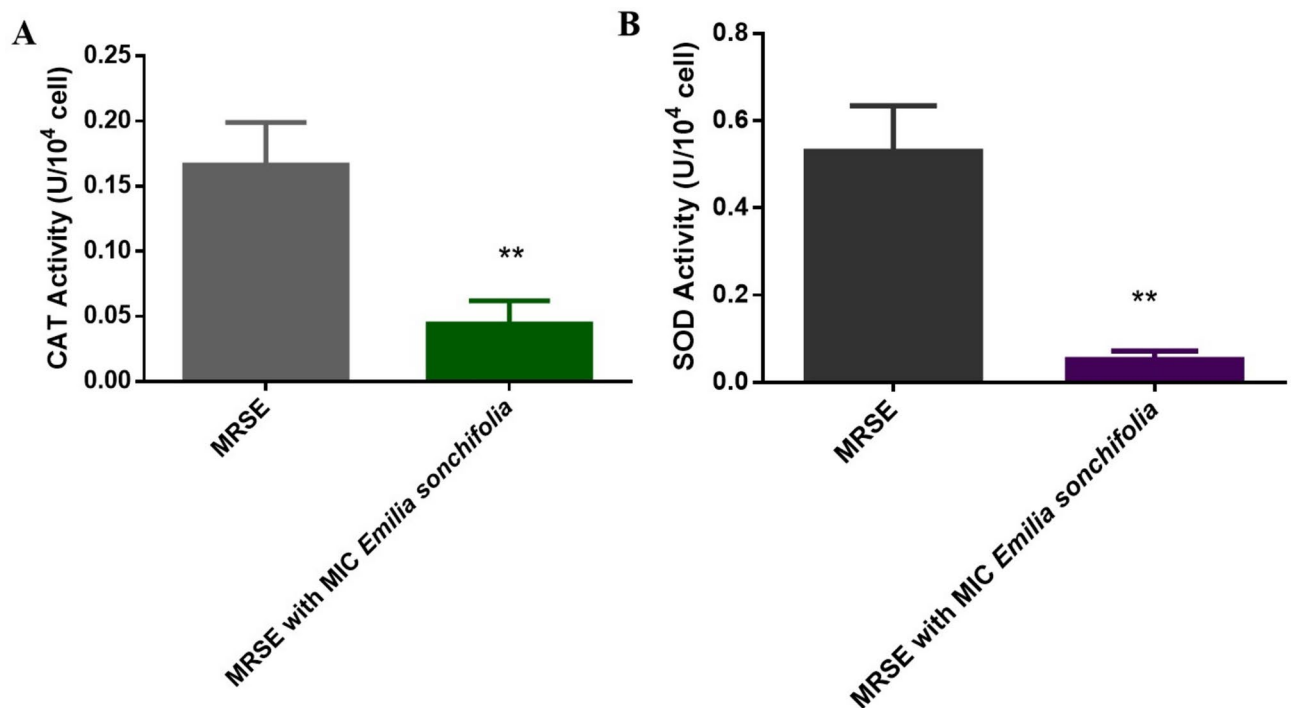 A
CAT Activity (U/10⁴ cell)
0.25
0.20
0.15
0.10
0.05
0.00
**
MRSE
MRSE with MIC Emilia sonchifolia
B
SOD Activity (U/10⁴ cell)
0.8
0.6
0.4
0.2
0.0
**
MRSE
MRSE with MIC Emilia sonchifolia